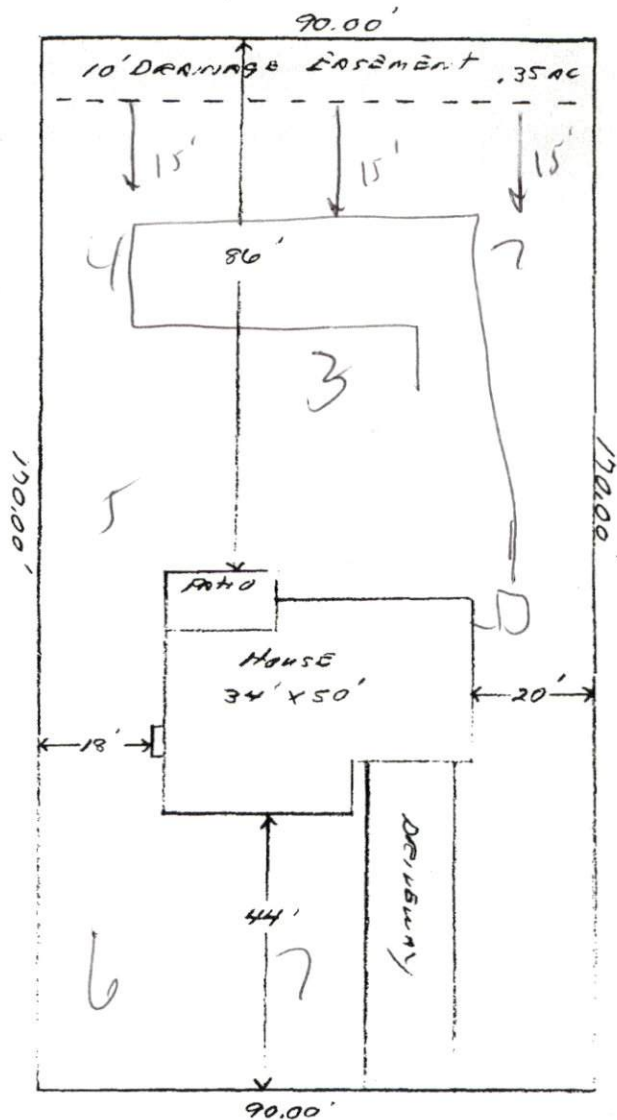 90.00'
10' DRAINAGE EASEMENT .35 AC
15' 15' 15'
4 86' 7
3
170.00' 170.00
5
PATIO
HOUSE
34' X 50'
20'
18'
DRIVEWAY
44'
6 7
90.00'